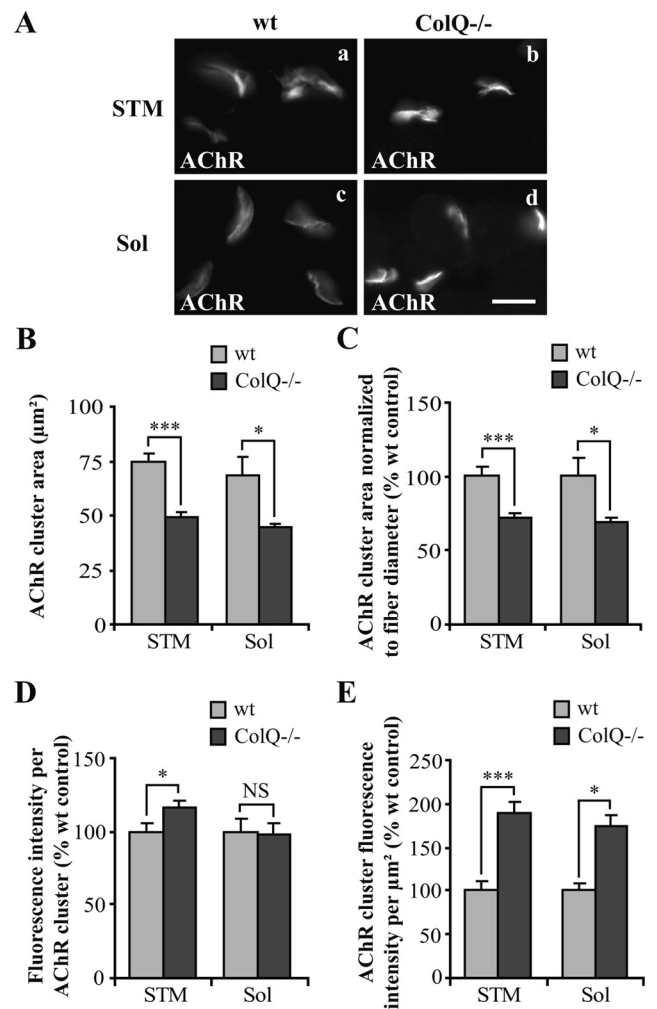 A
wt
ColQ-/-
STM
a
AChR
b
AChR
Sol
c
AChR
d
AChR
B
wt
ColQ-/-
AChR cluster area (µm²)
100
75
50
25
0
***
*
STM
Sol
C
wt
ColQ-/-
AChR cluster area normalized
to fiber diameter (% wt control)
150
100
50
0
***
*
STM
Sol
D
wt
ColQ-/-
Fluorescence intensity per
AChR cluster (% wt control)
150
100
50
0
*
NS
STM
Sol
E
wt
ColQ-/-
AChR cluster fluorescence
intensity per µm² (% wt control)
250
200
150
100
50
0
***
*
STM
Sol